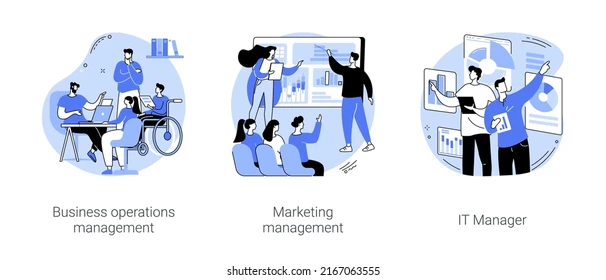 Business operations
management
Marketing
management
IT Manager
shutterstock.com · 2167063555